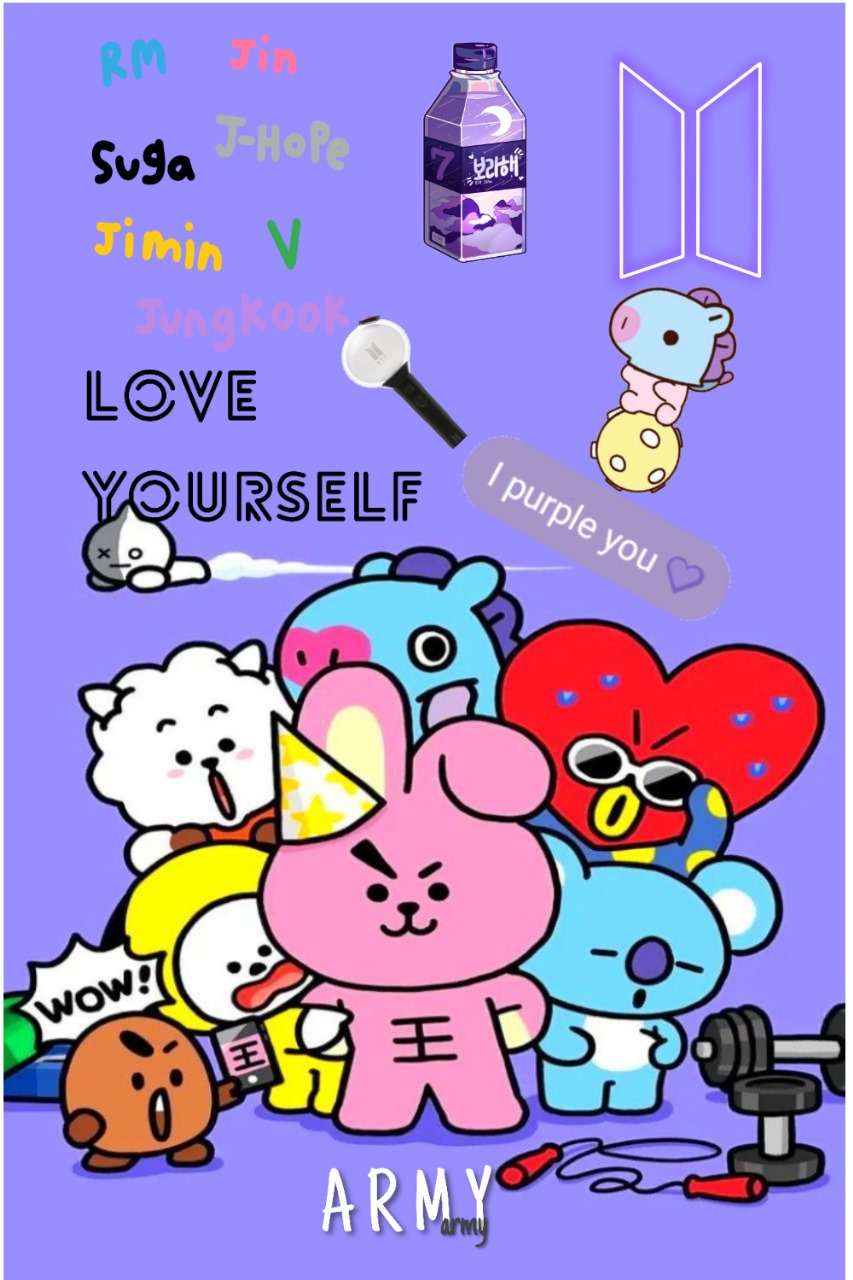 RM Jin
Suga J-HoPe
Jimin V
Jungkook
7 보라해
LOVE
YOURSELF
I purple you
WOW!
王
王
ARMY
army